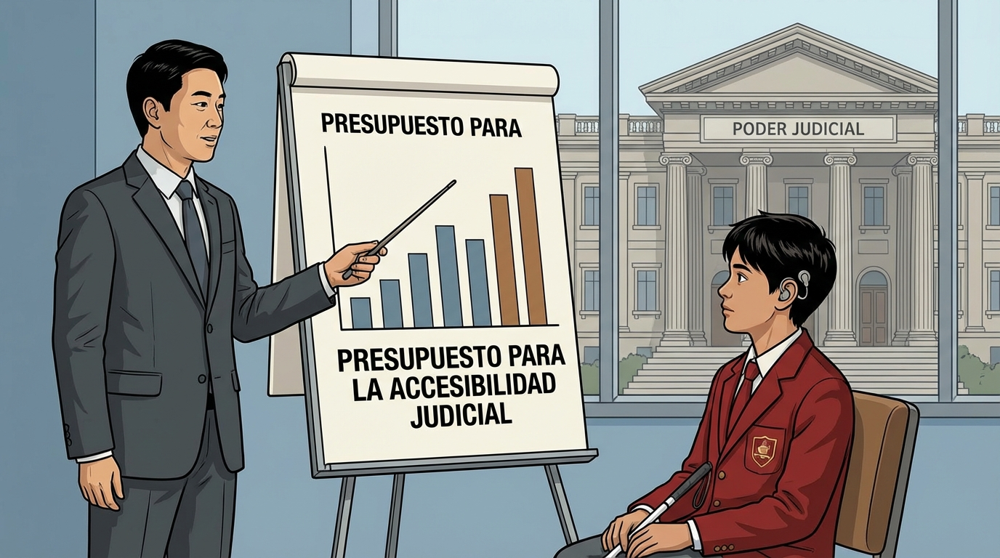 PRESUPUESTO PARA
PODER JUDICIAL
PRESUPUESTO PARA
LA ACCESIBILIDAD
JUDICIAL